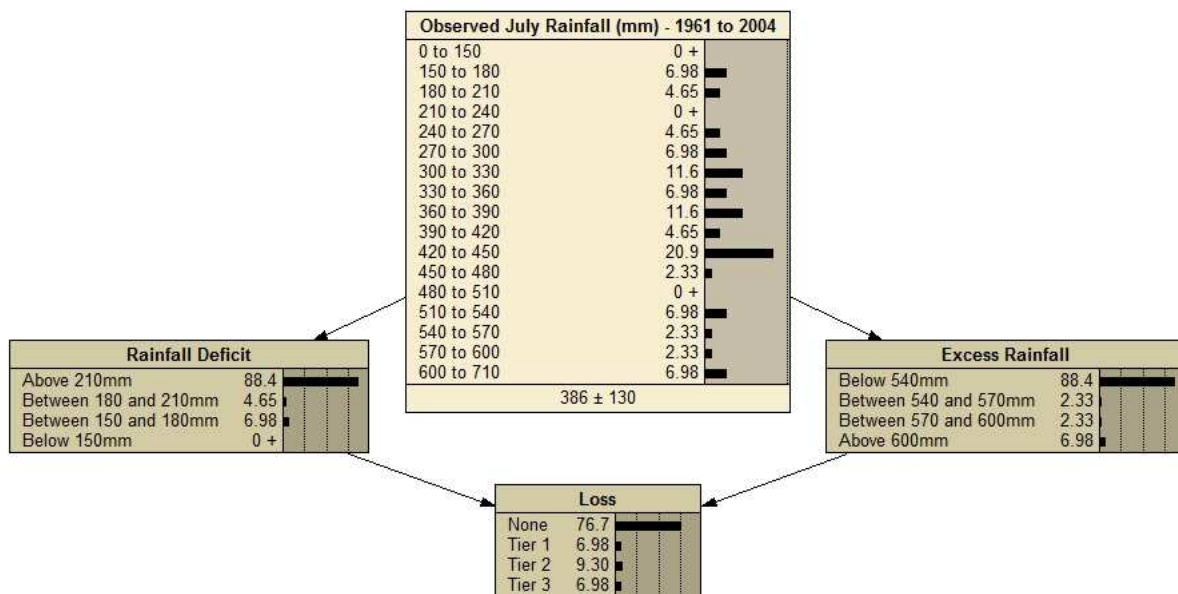 Observed July Rainfall (mm) - 1961 to 2004
0 to 150 0 +
150 to 180 6.98
180 to 210 4.65
210 to 240 0 +
240 to 270 4.65
270 to 300 6.98
300 to 330 11.6
330 to 360 6.98
360 to 390 11.6
390 to 420 4.65
420 to 450 20.9
450 to 480 2.33
480 to 510 0 +
510 to 540 6.98
540 to 570 2.33
570 to 600 2.33
600 to 710 6.98
386 ± 130
Rainfall Deficit
Above 210mm 88.4
Between 180 and 210mm 4.65
Between 150 and 180mm 6.98
Below 150mm 0 +
Excess Rainfall
Below 540mm 88.4
Between 540 and 570mm 2.33
Between 570 and 600mm 2.33
Above 600mm 6.98
Loss
None 76.7
Tier 1 6.98
Tier 2 9.30
Tier 3 6.98